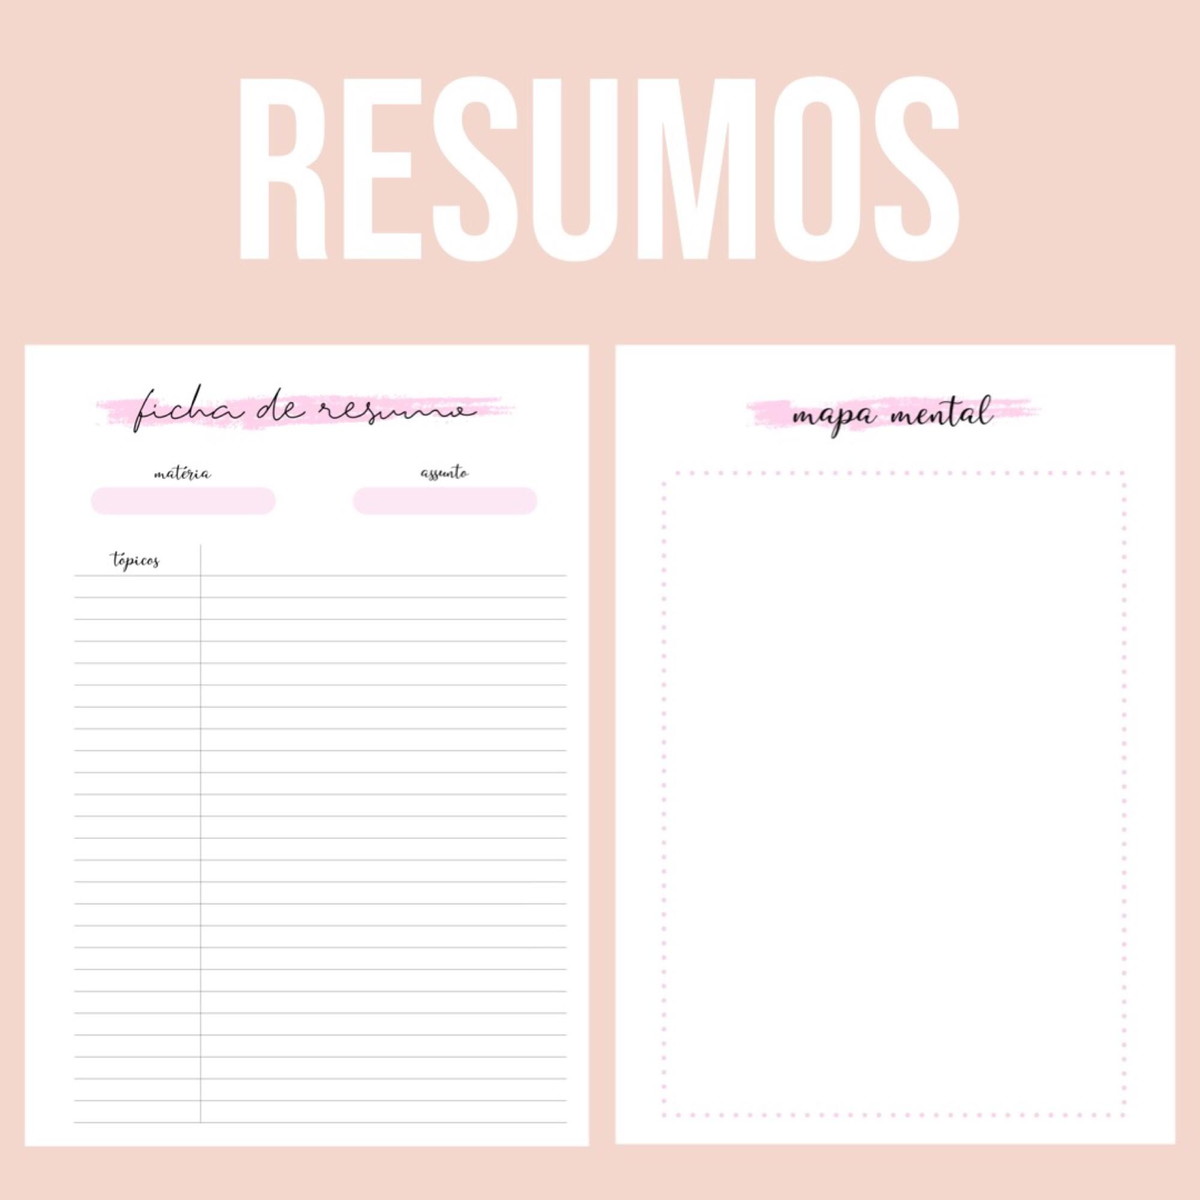 RESUMOS
ficha de resumo
matéria
assunto
tópicos
mapa mental